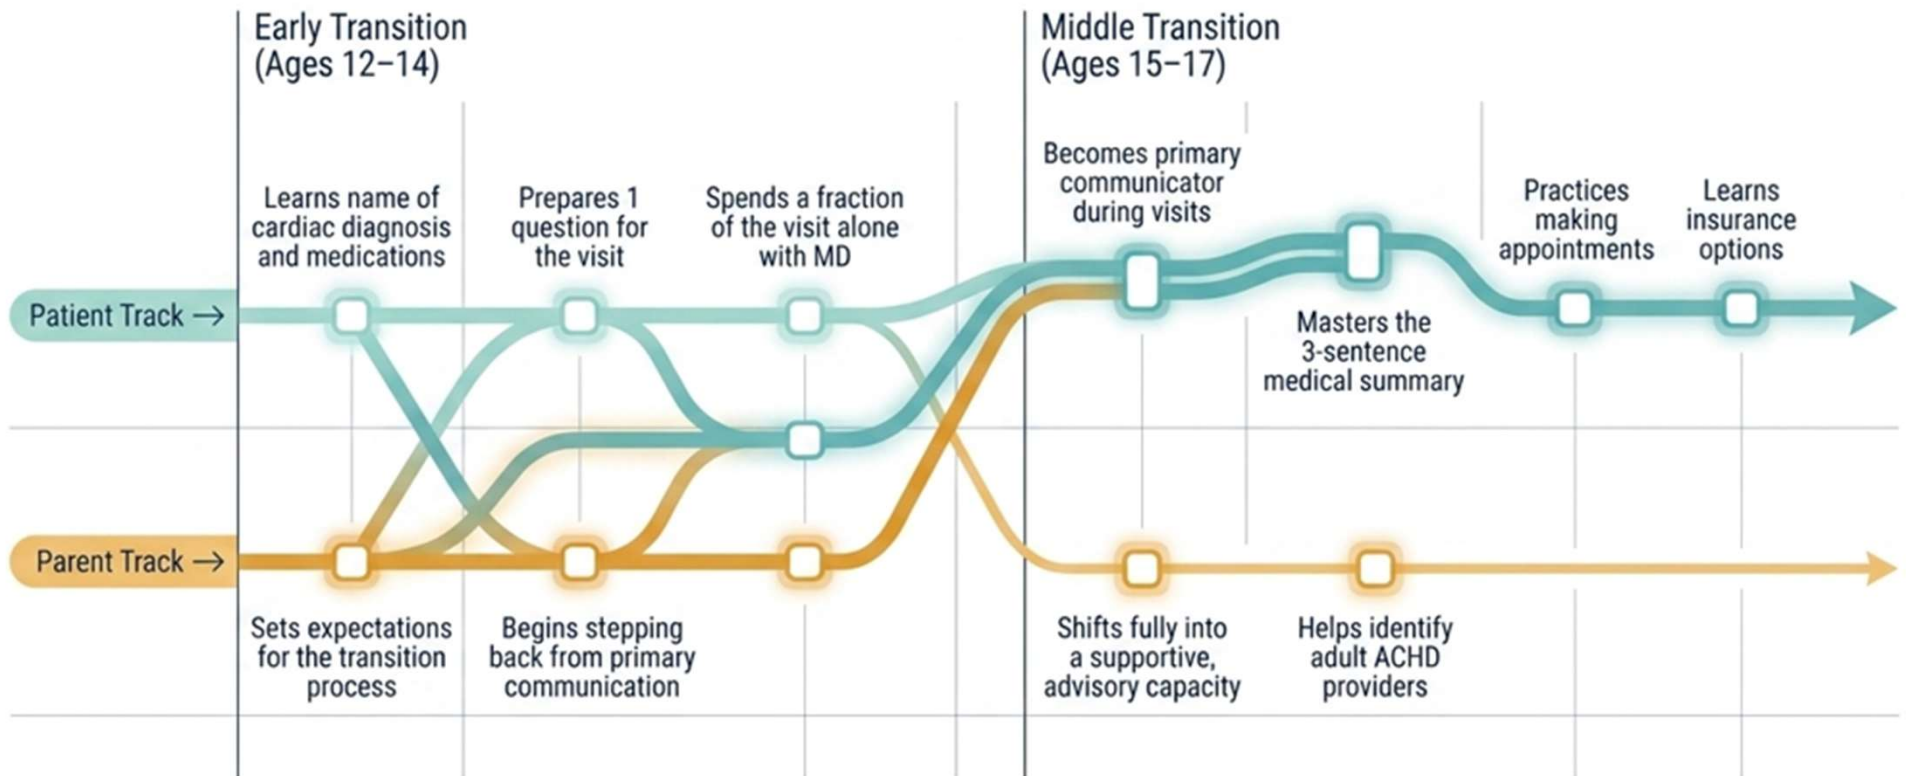 Early Transition
(Ages 12–14)
Middle Transition
(Ages 15–17)
Learns name of
cardiac diagnosis
and medications
Prepares 1
question for
the visit
Spends a fraction
of the visit alone
with MD
Becomes primary
communicator
during visits
Masters the
3-sentence
medical summary
Practices
making
appointments
Learns
insurance
options
Patient Track →
Parent Track →
Sets expectations
for the transition
process
Begins stepping
back from primary
communication
Shifts fully into
a supportive,
advisory capacity
Helps identify
adult ACHD
providers